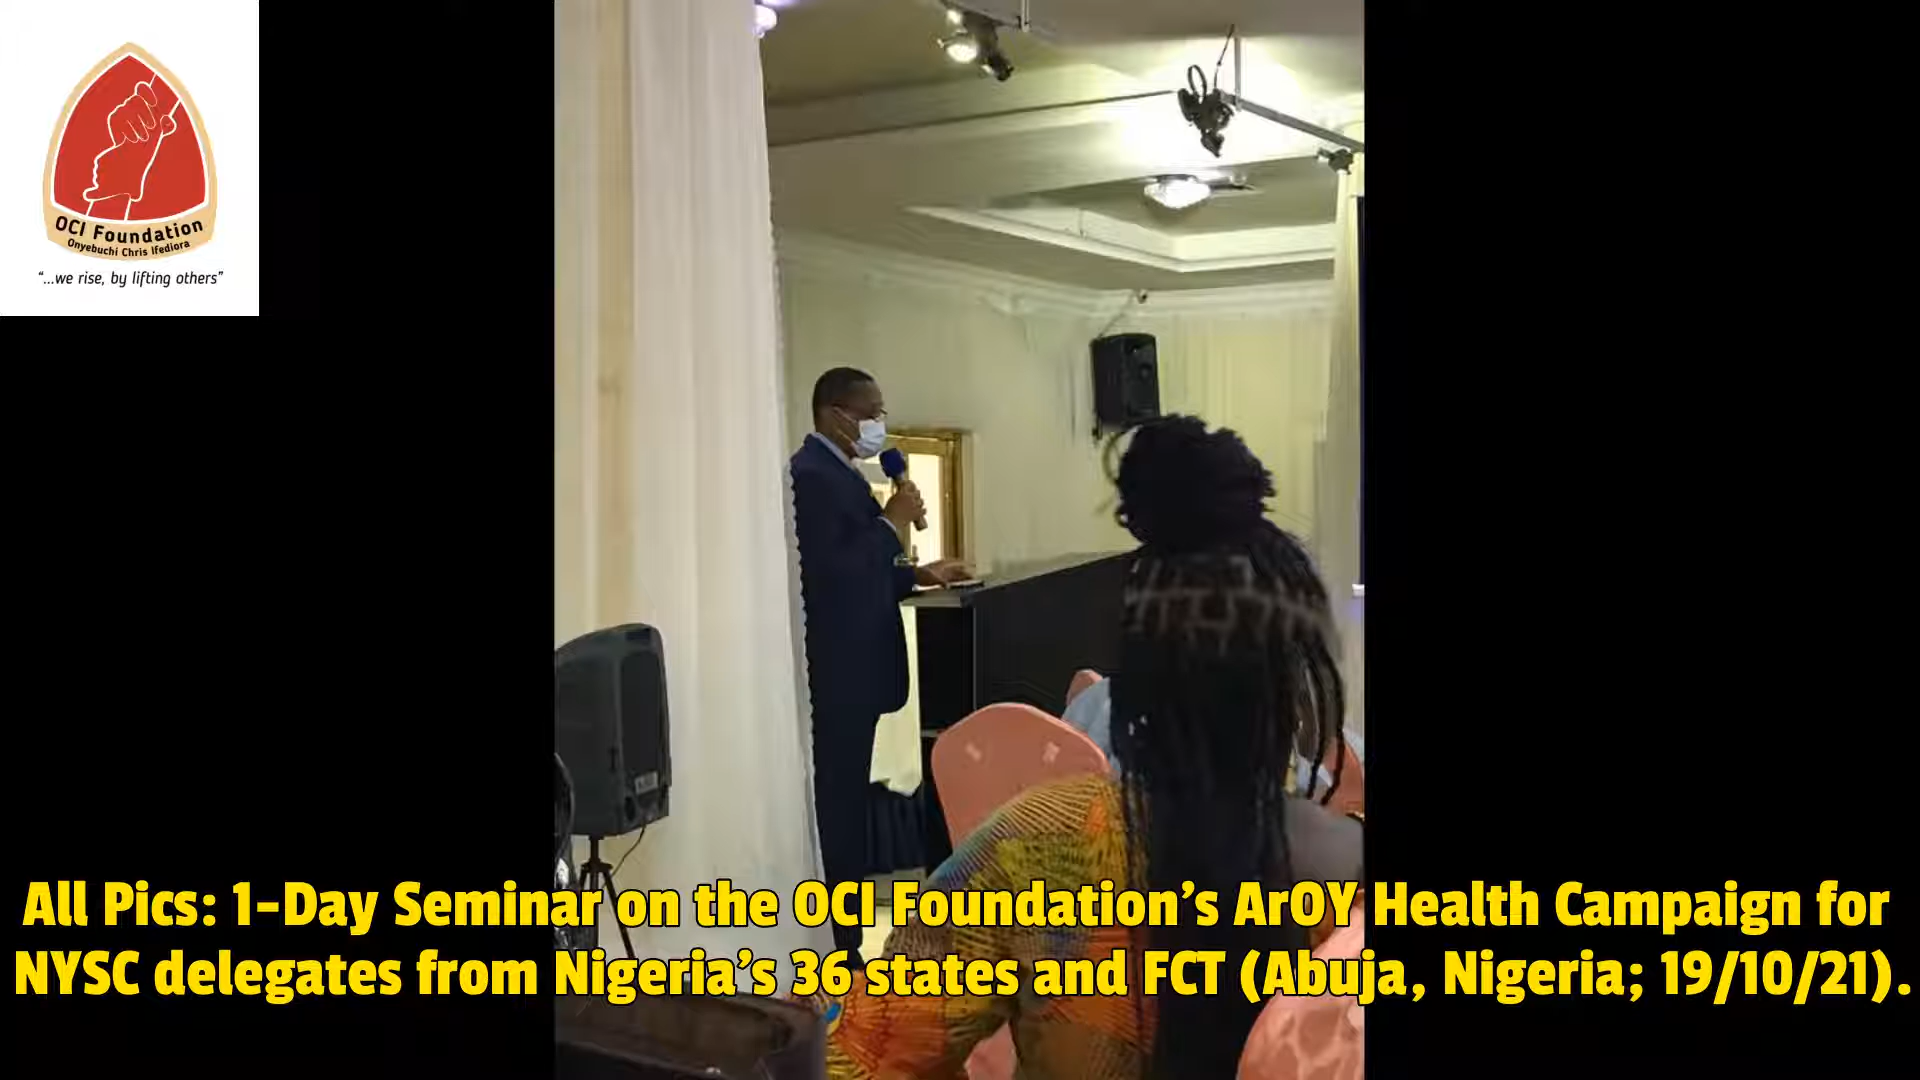 OCI Foundation
Onyebuchi Chris Ifediora
“...we rise, by lifting others”
All Pics: 1-Day Seminar on the OCI Foundation’s ArOY Health Campaign for
NYSC delegates from Nigeria’s 36 states and FCT (Abuja, Nigeria; 19/10/21).